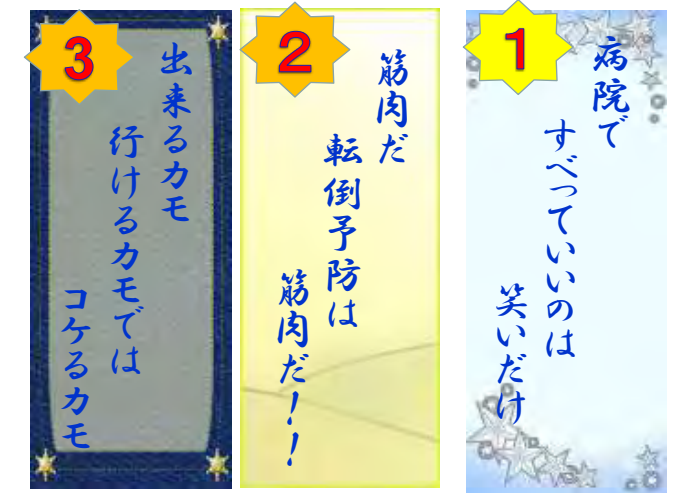 1
病院で
すべっていいのは
笑いだけ
2
筋肉だ
転倒予防は
筋肉だ！！
3
出来るカモ
行けるカモでは
コケるカモ